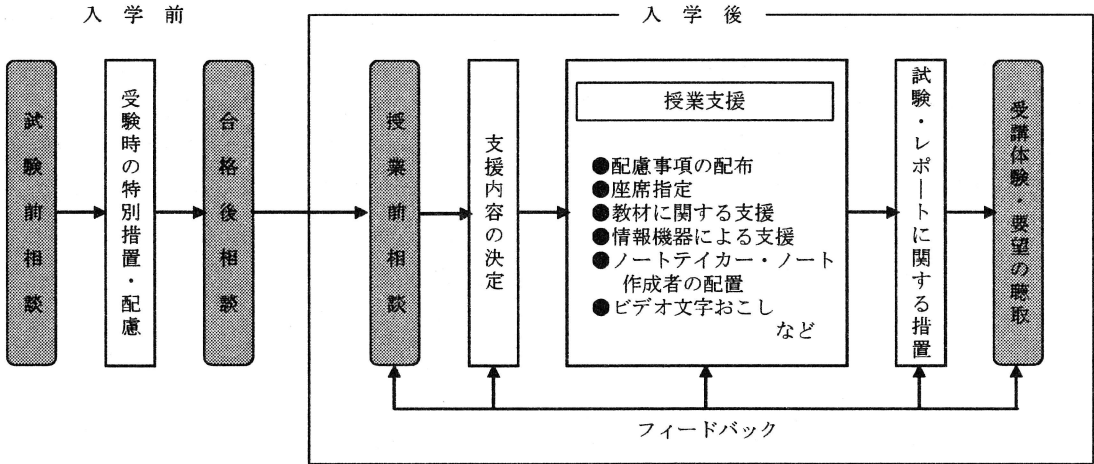 入学前
入学後
試験前相談
受験時の特別措置・配慮
合格後相談
授業前相談
支援内容の決定
授業支援
●配慮事項の配布
●座席指定
●教材に関する支援
●情報機器による支援
●ノートテイカー・ノート
作成者の配置
●ビデオ文字おこし
など
試験・レポートに関する措置
受講体験・要望の聴取
フィードバック